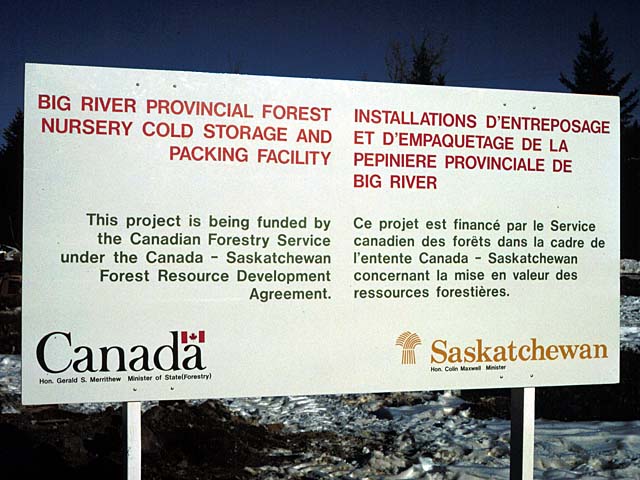 BIG RIVER PROVINCIAL FOREST
NURSERY COLD STORAGE AND
PACKING FACILITY
This project is being funded by
the Canadian Forestry Service
under the Canada - Saskatchewan
Forest Resource Development
Agreement.
INSTALLATIONS D'ENTREPOSAGE
ET D'EMPAQUETAGE DE LA
PEPINIERE PROVINCIALE DE
BIG RIVER
Ce projet est financé par le Service
canadien des forêts dans la cadre de
l'entente Canada - Saskatchewan
concernant la mise en valeur des
ressources forestières.
Canada
Hon. Gerald S. Merrithew Minister of State(Forestry)
Saskatchewan
Hon. Colin Maxwell Minister